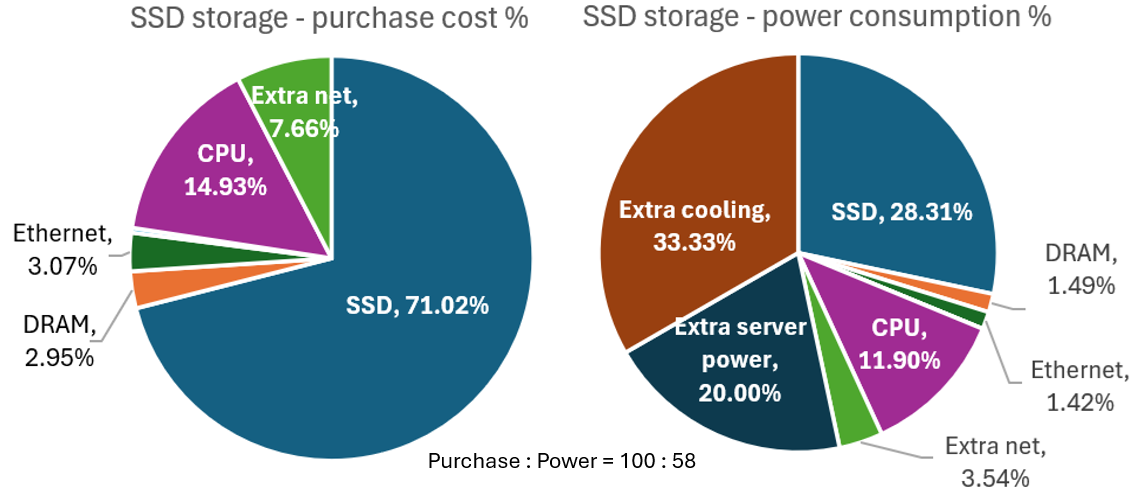 SSD storage - purchase cost %
Extra net,
7.66%
CPU,
14.93%
Ethernet,
3.07%
DRAM,
2.95%
SSD, 71.02%
SSD storage - power consumption %
Extra cooling,
33.33%
SSD, 28.31%
DRAM,
1.49%
Extra server
power,
20.00%
CPU,
11.90%
Ethernet,
1.42%
Extra net,
3.54%
Purchase : Power = 100 : 58